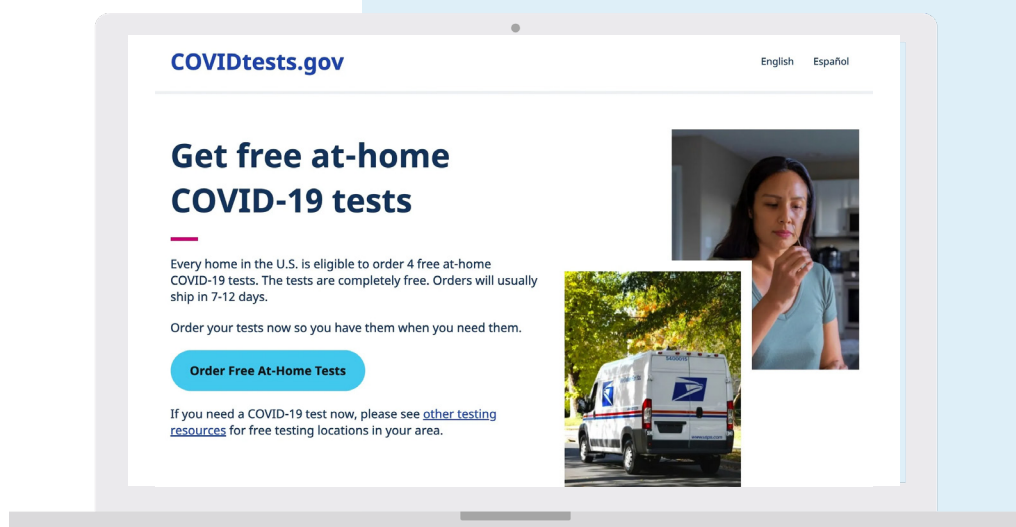 COVIDtests.gov
English Español
Get free at-home
COVID-19 tests
Every home in the U.S. is eligible to order 4 free at-home
COVID-19 tests. The tests are completely free. Orders will usually
ship in 7-12 days.
Order your tests now so you have them when you need them.
Order Free At-Home Tests
If you need a COVID-19 test now, please see other testing
resources for free testing locations in your area.